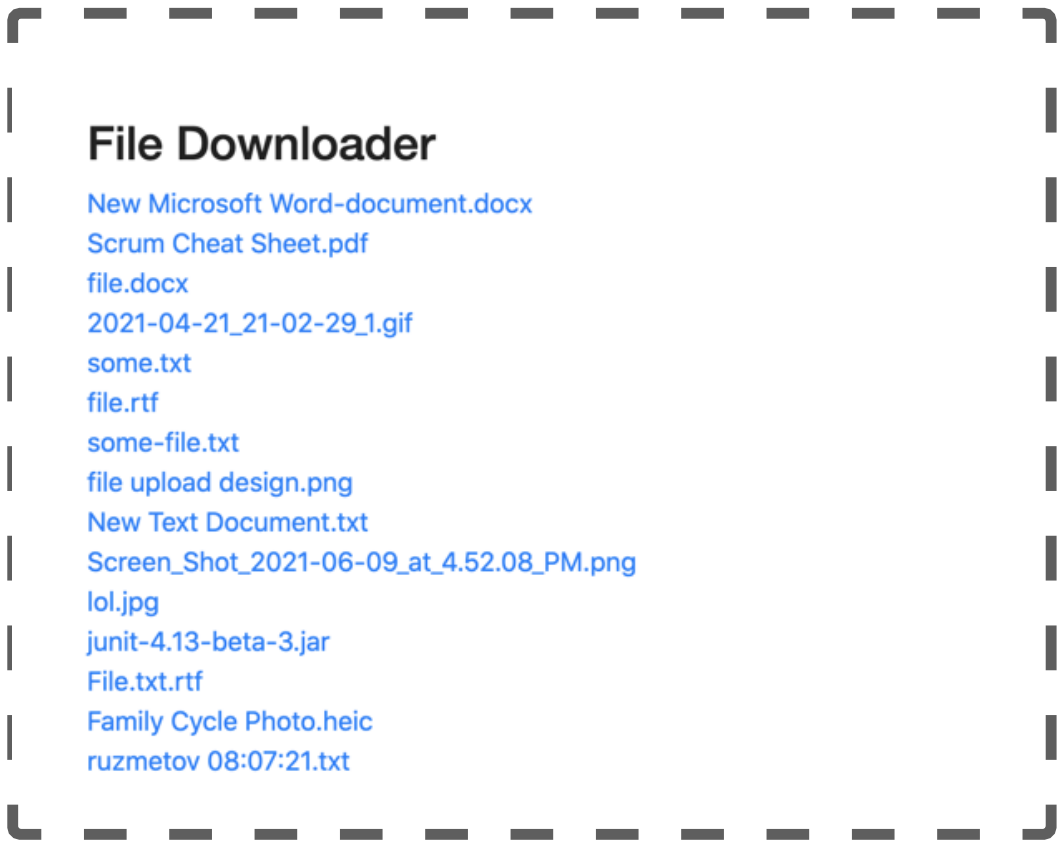 File Downloader
New Microsoft Word-document.docx
Scrum Cheat Sheet.pdf
file.docx
2021-04-21_21-02-29_1.gif
some.txt
file.rtf
some-file.txt
file upload design.png
New Text Document.txt
Screen_Shot_2021-06-09_at_4.52.08_PM.png
lol.jpg
junit-4.13-beta-3.jar
File.txt.rtf
Family Cycle Photo.heic
ruzmetov 08:07:21.txt